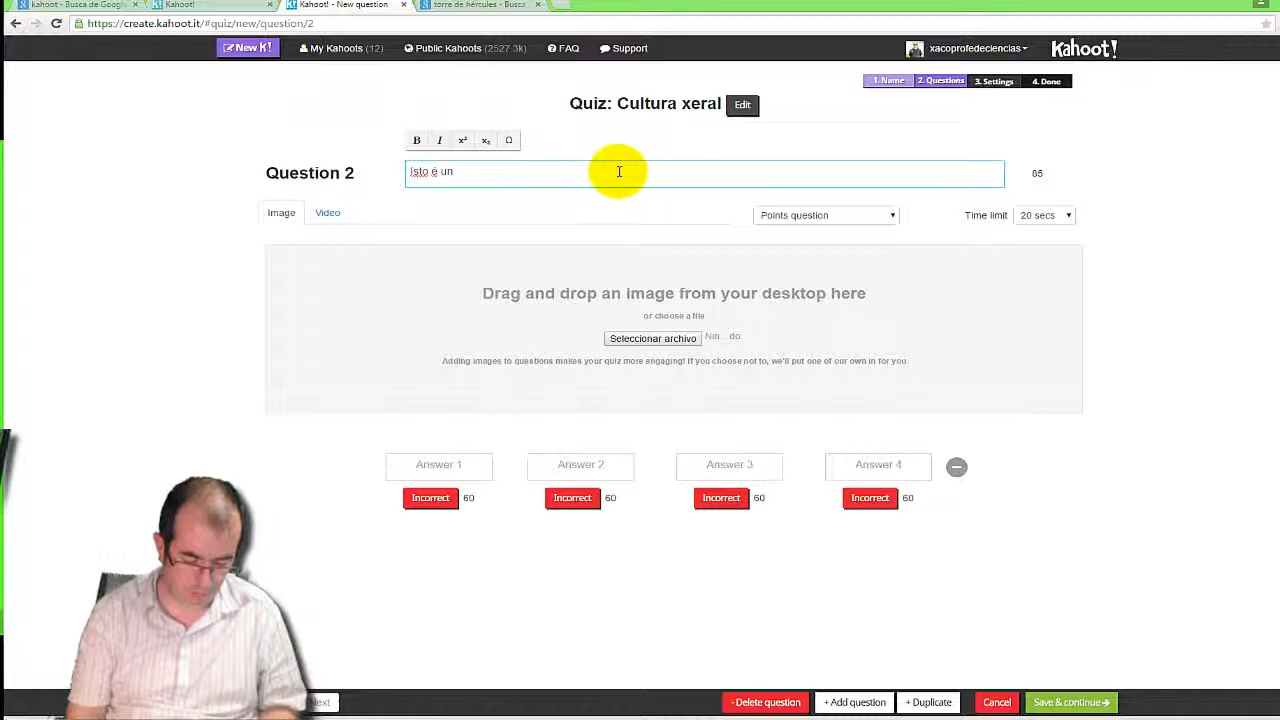 kahoot - Busca de Google
Kahoot!
Kahoot! - New question
torre de hércules - Busca
https://create.kahoot.it/#quiz/new/question/2
New K!
My Kahoots (12)
Public Kahoots (2527.3k)
FAQ
Support
xacoprofedeciencias
Kahoot!
1. Name
2. Questions
3. Settings
4. Done
Quiz: Cultura xeral
Edit
B I x² x₂ Ω
Question 2
Isto é un
85
Image
Video
Points question
Time limit
20 secs
Drag and drop an image from your desktop here
or choose a file
Seleccionar archivo
Nin... do
Adding images to questions makes your quiz more engaging! If you choose not to, we'll put one of our own in for you
Answer 1
Answer 2
Answer 3
Answer 4
Incorrect 60
Incorrect 60
Incorrect 60
Incorrect 60
Next
- Delete question
+ Add question
+ Duplicate
Cancel
Save & continue